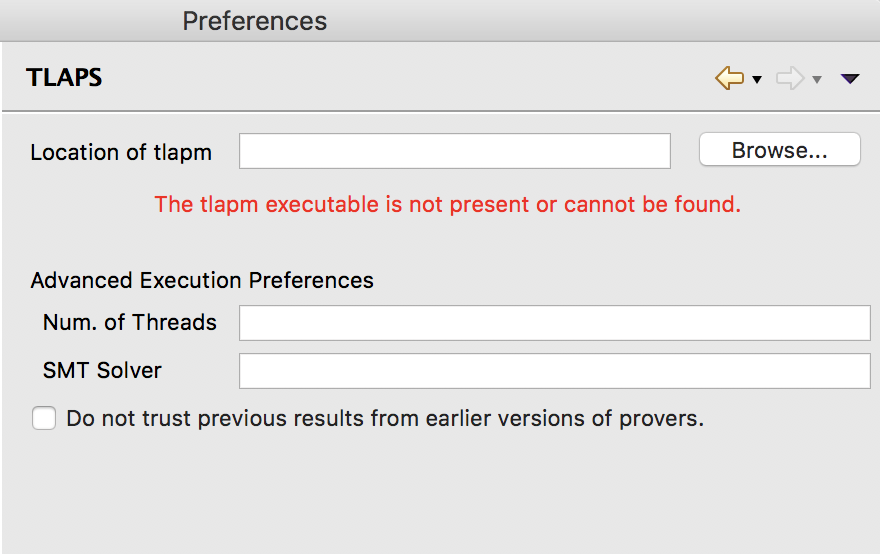 Preferences
TLAPS
Location of tlapm
Browse...
The tlapm executable is not present or cannot be found.
Advanced Execution Preferences
Num. of Threads
SMT Solver
Do not trust previous results from earlier versions of provers.